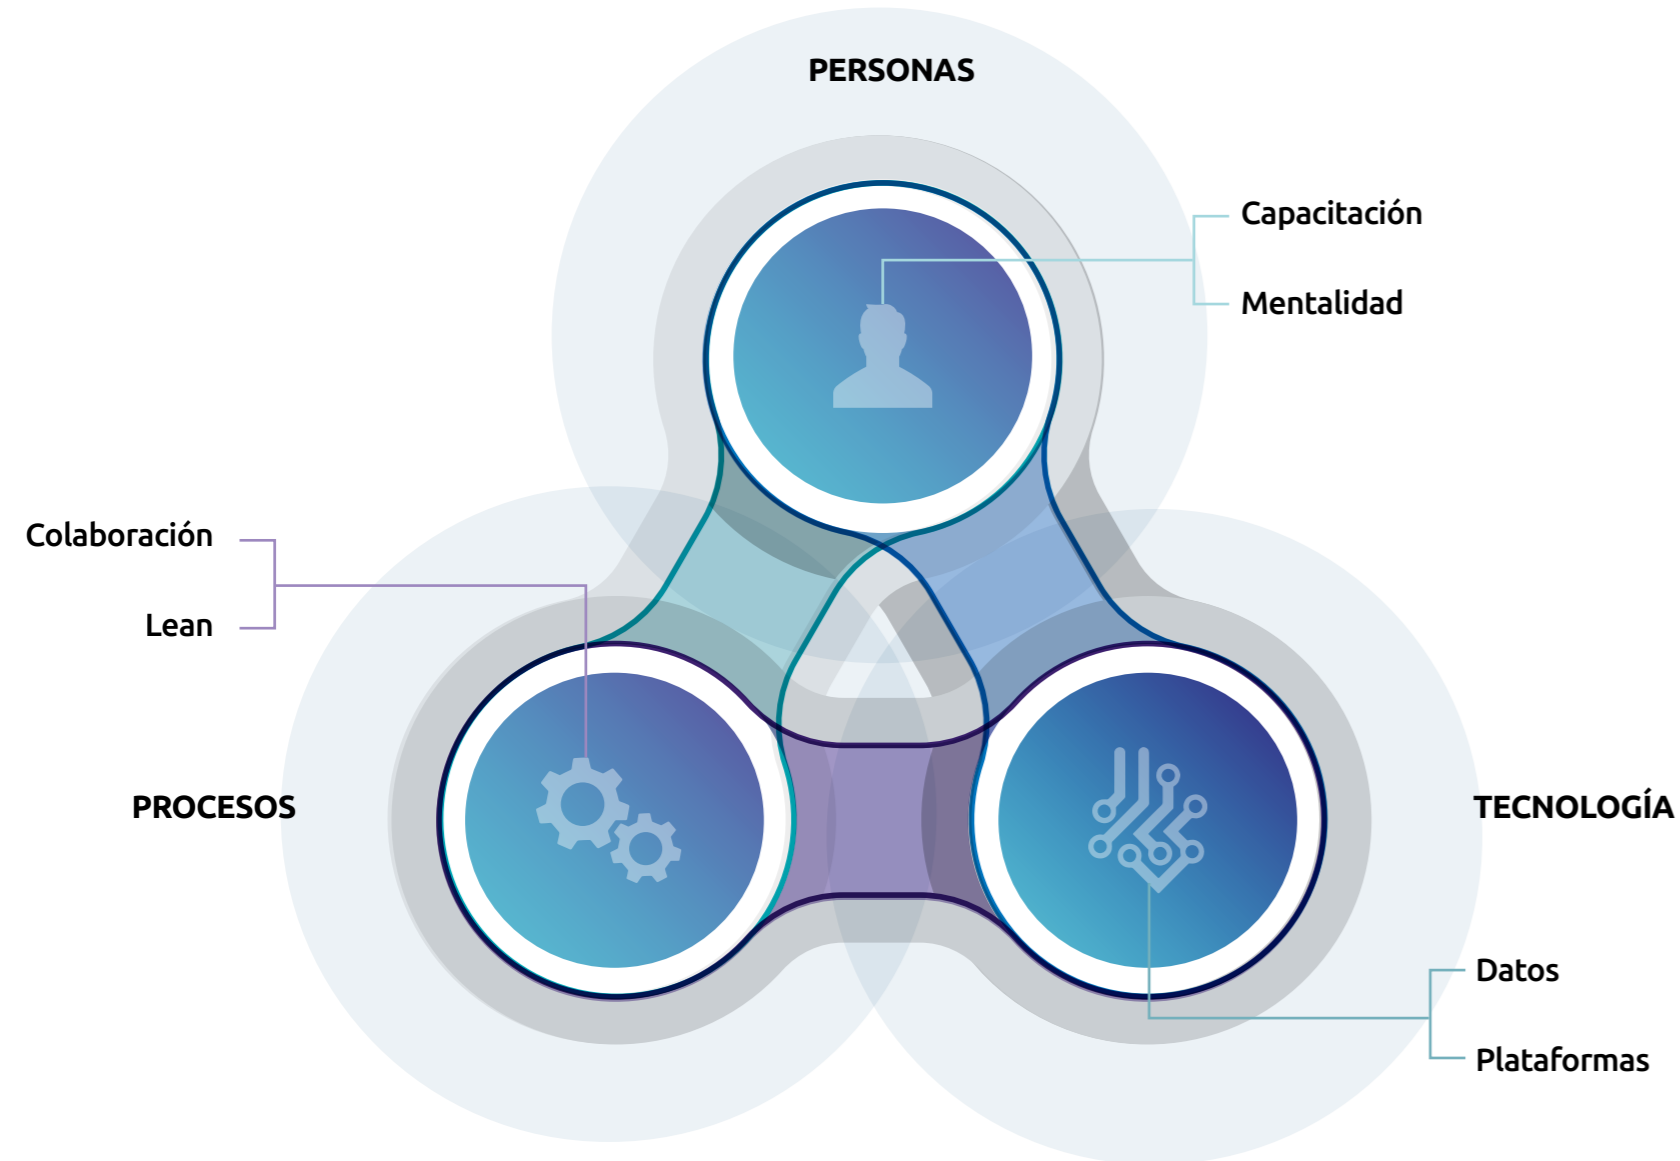 PERSONAS
Capacitación
Mentalidad
Colaboración
Lean
PROCESOS
TECNOLOGÍA
Datos
Plataformas